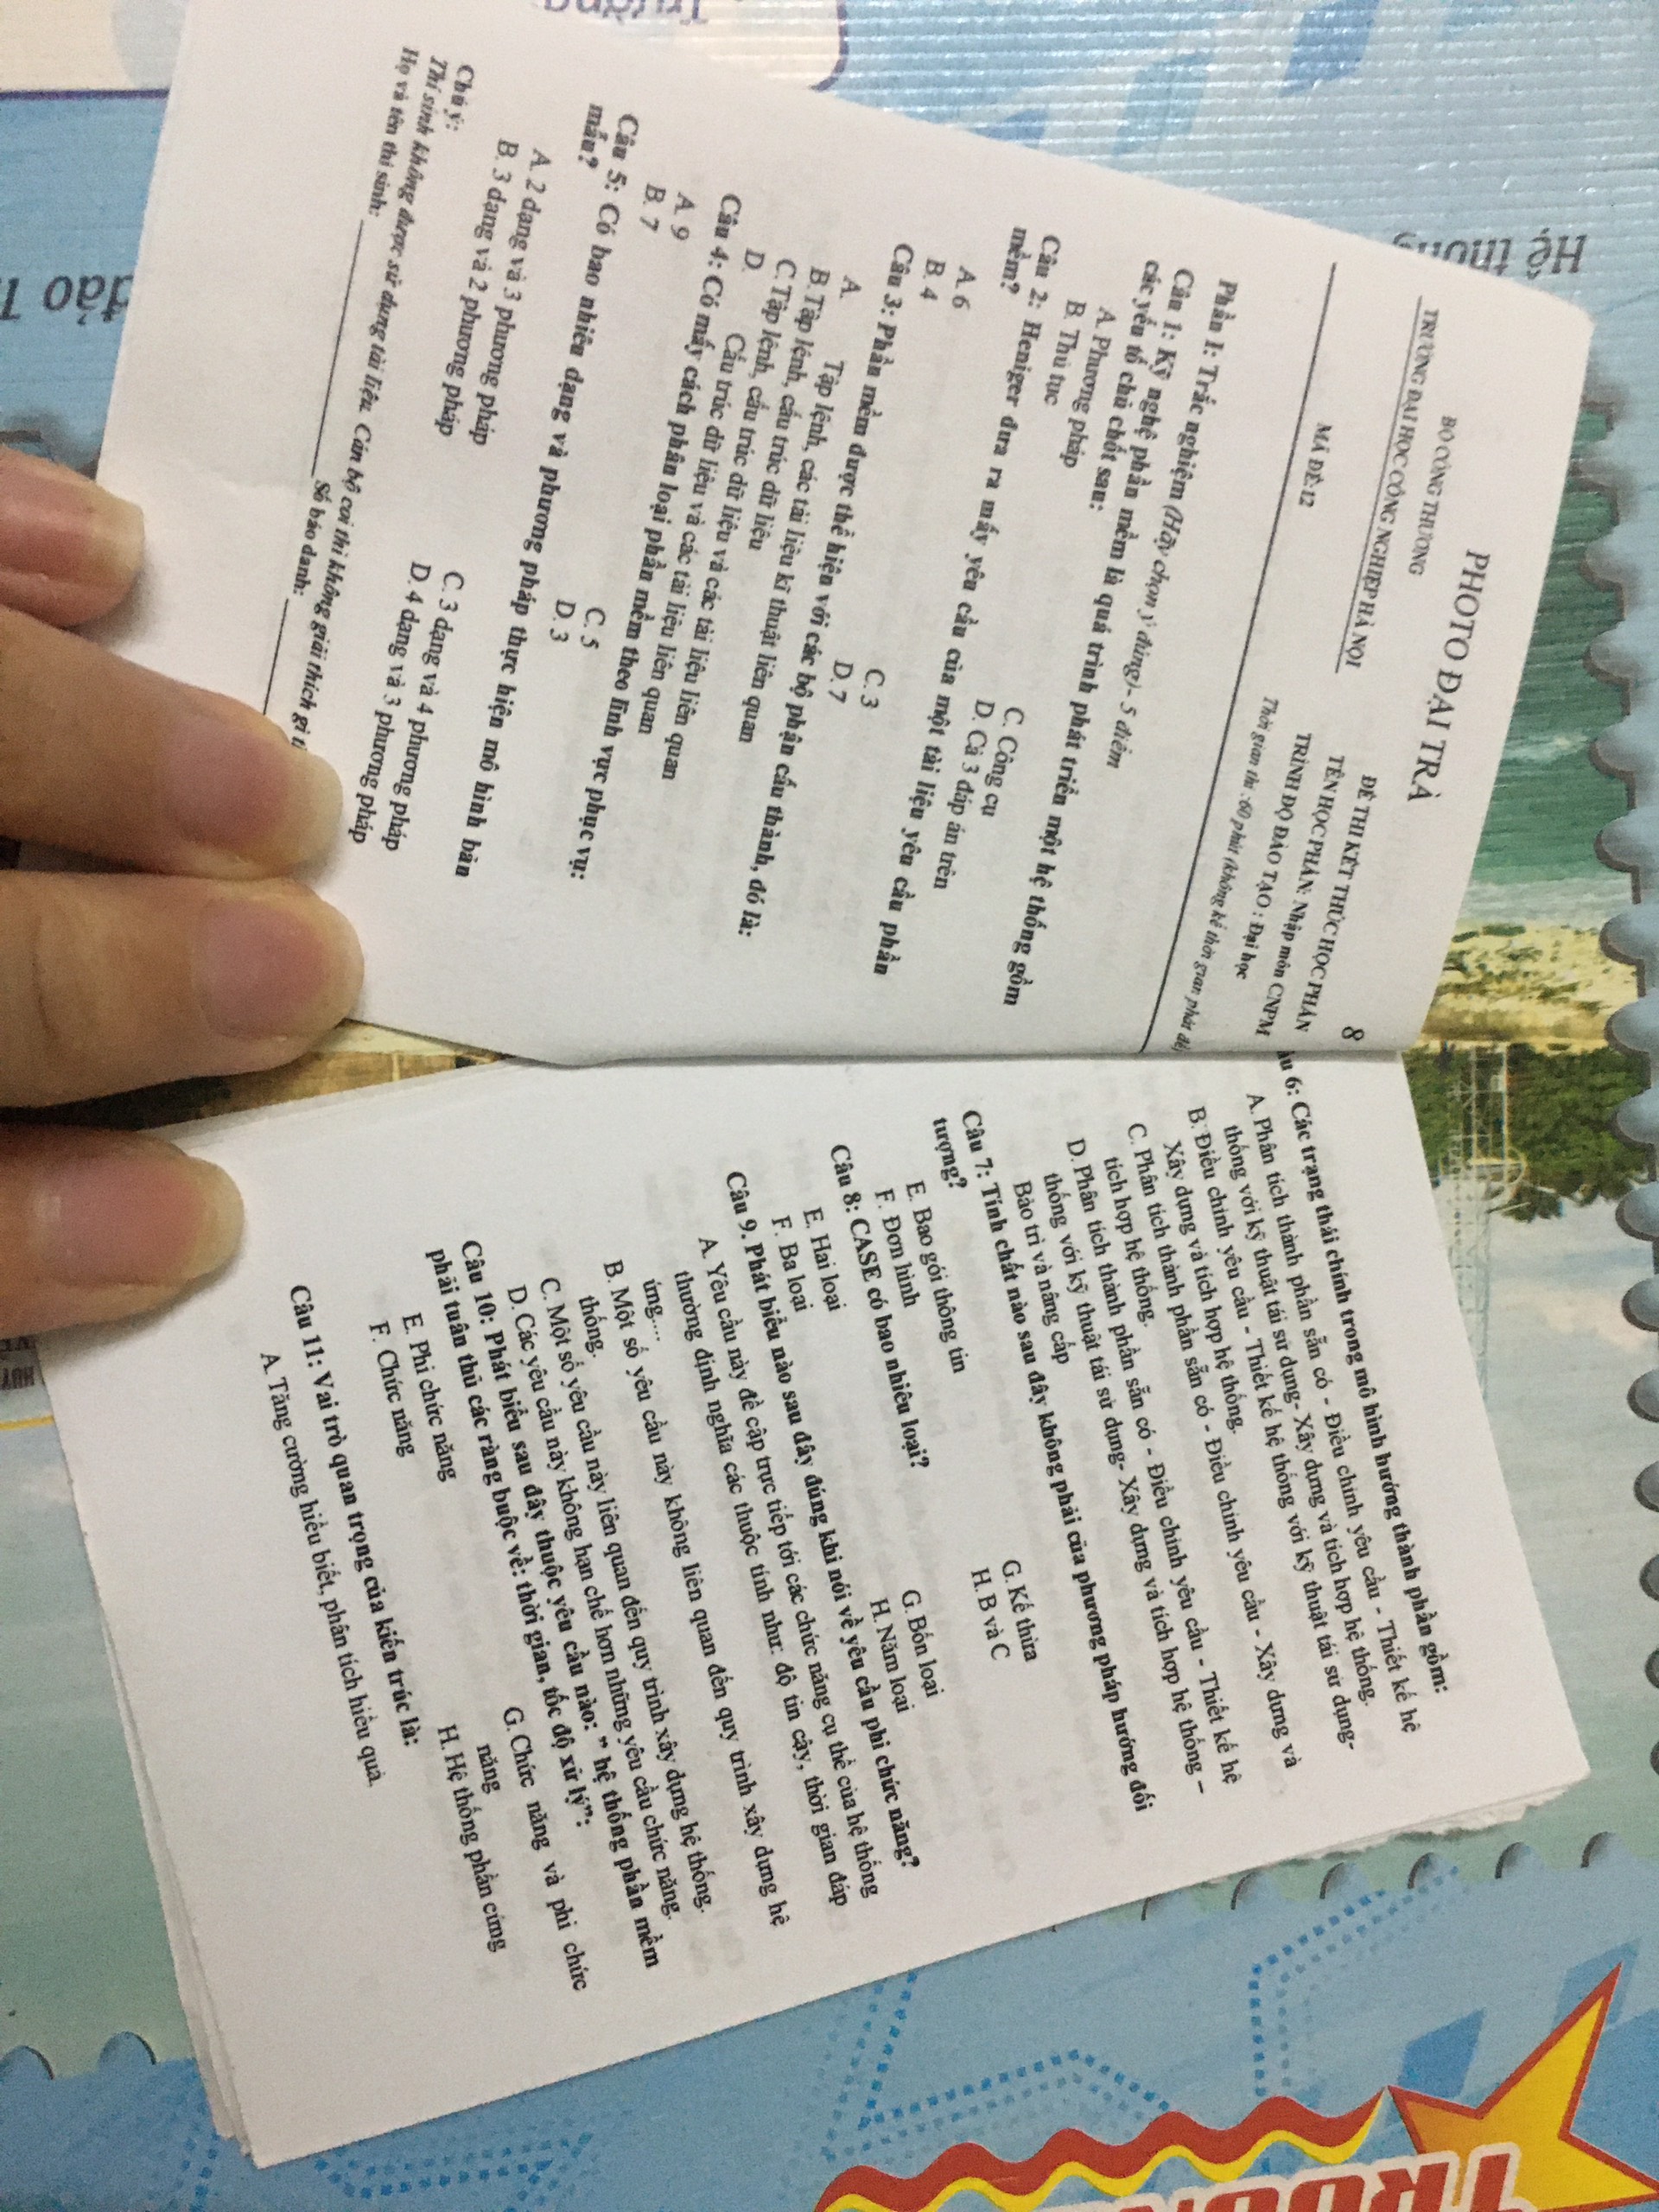 PHOTO ĐẠI TRÀ
BỘ CÔNG THƯƠNG
TRƯỜNG ĐẠI HỌC CÔNG NGHIỆP HÀ NỘI
MÃ ĐỀ:12
8
ĐỀ THI KẾT THÚC HỌC PHẦN
TÊN HỌC PHẦN: Nhập môn CNPM
TRÌNH ĐỘ ĐÀO TẠO : Đại học
Thời gian thi :60 phút (không kể thời gian phát đề)
Phần I: Trắc nghiệm (Hãy chọn ý đúng)- 5 điểm
Câu 1: Kỹ nghệ phần mềm là quá trình phát triển một hệ thống gồm
các yếu tố chủ chốt sau:
A. Phương pháp
B. Thủ tục
C. Công cụ
D. Cả 3 đáp án trên
Câu 2: Heniger đưa ra mấy yêu cầu của một tài liệu yêu cầu phần
mềm?
A. 6
B. 4
C. 3
D. 7
Câu 3: Phần mềm được thể hiện với các bộ phận cấu thành, đó là:
A. Tập lệnh, các tài liệu kĩ thuật liên quan
B. Tập lệnh, cấu trúc dữ liệu
C. Tập lệnh, cấu trúc dữ liệu và các tài liệu liên quan
D. Cấu trúc dữ liệu và các tài liệu liên quan
Câu 4: Có mấy cách phân loại phần mềm theo lĩnh vực phục vụ:
A. 9
B. 7
C. 5
D. 3
Câu 5: Có bao nhiêu dạng và phương pháp thực hiện mô hình bản
mẫu?
A. 2 dạng và 3 phương pháp
B. 3 dạng và 2 phương pháp
C. 3 dạng và 4 phương pháp
D. 4 dạng và 3 phương pháp
Chú ý:
Thí sinh không được sử dụng tài liệu. Cán bộ coi thi không giải thích gì
Họ và tên thí sinh: Số báo danh:
6: Các trạng thái chính trong mô hình hướng thành phần gồm:
A. Phân tích thành phần sẵn có - Điều chỉnh yêu cầu - Thiết kế hệ
thống với kỹ thuật tái sử dụng- Xây dựng và tích hợp hệ thống.
B. Điều chỉnh yêu cầu - Thiết kế hệ thống với kỹ thuật tái sử dụng-
Xây dựng và tích hợp hệ thống.
C. Phân tích thành phần sẵn có - Điều chỉnh yêu cầu - Xây dựng và
tích hợp hệ thống.
D. Phân tích thành phần sẵn có - Điều chỉnh yêu cầu - Thiết kế hệ
thống với kỹ thuật tái sử dụng- Xây dựng và tích hợp hệ thống –
Bảo trì và nâng cấp
Câu 7: Tính chất nào sau đây không phải của phương pháp hướng đối
tượng?
E. Bao gói thông tin
F. Đơn hình
G. Kế thừa
H. B và C
Câu 8: CASE có bao nhiêu loại?
E. Hai loại
F. Ba loại
G. Bốn loại
H. Năm loại
Câu 9. Phát biểu nào sau đây đúng khi nói về yêu cầu phi chức năng?
A. Yêu cầu này đề cập trực tiếp tới các chức năng cụ thể của hệ thống
thường định nghĩa các thuộc tính như: độ tin cậy, thời gian đáp
ứng....
B. Một số yêu cầu này không liên quan đến quy trình xây dựng hệ
thống.
C. Một số yêu cầu này liên quan đến quy trình xây dựng hệ thống.
D. Các yêu cầu này không hạn chế hơn những yêu cầu chức năng.
Câu 10: Phát biểu sau đây thuộc yêu cầu nào: ” hệ thống phần mềm
phải tuân thủ các ràng buộc về: thời gian, tốc độ xử lý”:
E. Phi chức năng
F. Chức năng
G. Chức năng và phi chức
năng
H. Hệ thống phần cứng
Câu 11: Vai trò quan trọng của kiến trúc là:
A. Tăng cường hiểu biết, phân tích hiểu quả.
Hệ thống